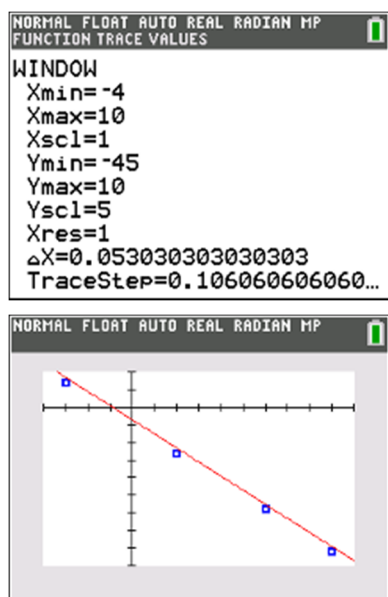 NORMAL FLOAT AUTO REAL RADIAN MP
FUNCTION TRACE VALUES
WINDOW
Xmin=-4
Xmax=10
Xscl=1
Ymin=-45
Ymax=10
Yscl=5
Xres=1
△X=0.0530303030303
TraceStep=0.106060606060…
NORMAL FLOAT AUTO REAL RADIAN MP